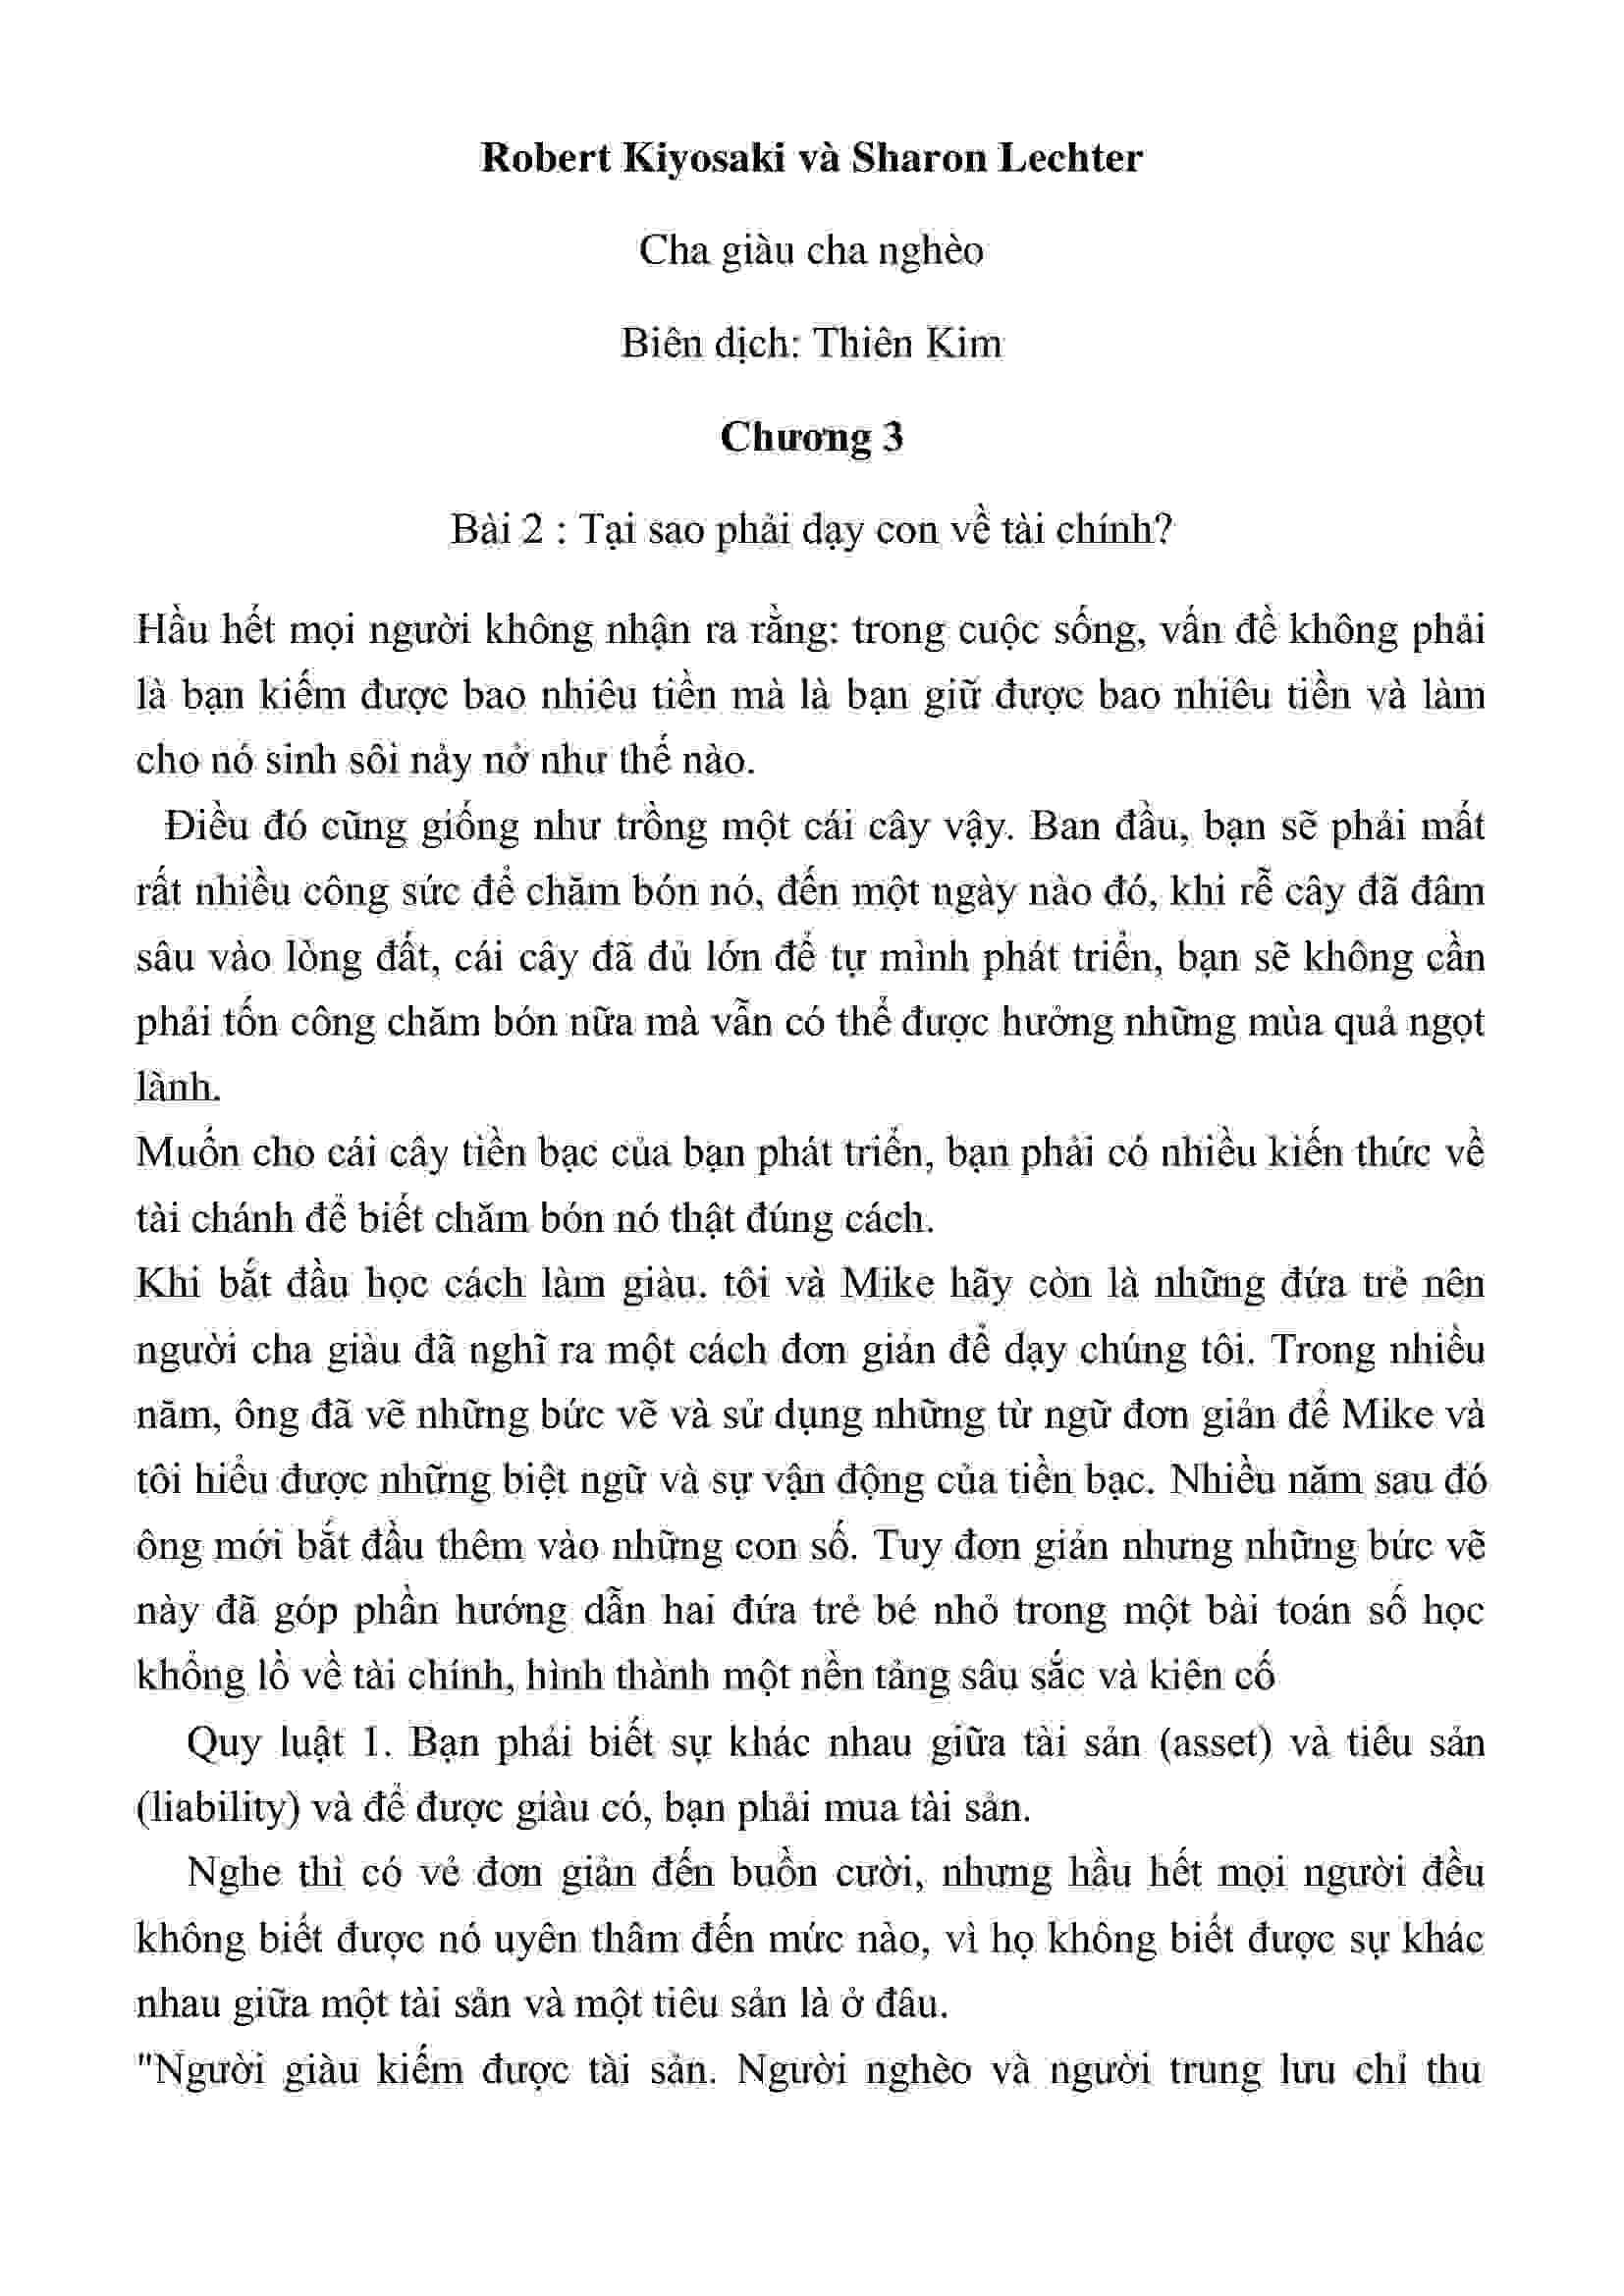 Robert Kiyosaki và Sharon Lechter
Cha giàu cha nghèo
Biên dịch: Thiên Kim
Chương 3
Bài 2 : Tại sao phải dạy con về tài chính?
Hầu hết mọi người không nhận ra rằng: trong cuộc sống, vấn đề không phải
là bạn kiếm được bao nhiêu tiền mà là bạn giữ được bao nhiêu tiền và làm
cho nó sinh sôi nảy nở như thế nào.
Điều đó cũng giống như trồng một cái cây vậy. Ban đầu, bạn sẽ phải mất
rất nhiều công sức để chăm bón nó, đến một ngày nào đó, khi rễ cây đã đâm
sâu vào lòng đất, cái cây đã đủ lớn để tự mình phát triển, bạn sẽ không cần
phải tốn công chăm bón nữa mà vẫn có thể được hưởng những mùa quả ngọt
lành.
Muốn cho cái cây tiền bạc của bạn phát triển, bạn phải có nhiều kiến thức về
tài chánh để biết chăm bón nó thật đúng cách.
Khi bắt đầu học cách làm giàu. tôi và Mike hãy còn là những đứa trẻ nên
người cha giàu đã nghĩ ra một cách đơn giản để dạy chúng tôi. Trong nhiều
năm, ông đã vẽ những bức vẽ và sử dụng những từ ngữ đơn giản để Mike và
tôi hiểu được những biệt ngữ và sự vận động của tiền bạc. Nhiều năm sau đó
ông mới bắt đầu thêm vào những con số. Tuy đơn giản nhưng những bức vẽ
này đã góp phần hướng dẫn hai đứa trẻ bé nhỏ trong một bài toán số học
khổng lồ về tài chính, hình thành một nền tảng sâu sắc và kiên cố
Quy luật 1. Bạn phải biết sự khác nhau giữa tài sản (asset) và tiêu sản
(liability) và để được giàu có, bạn phải mua tài sản.
Nghe thì có vẻ đơn giản đến buồn cười, nhưng hầu hết mọi người đều
không biết được nó uyên thâm đến mức nào, vì họ không biết được sự khác
nhau giữa một tài sản và một tiêu sản là ở đâu.
"Người giàu kiếm được tài sản. Người nghèo và người trung lưu chỉ thu